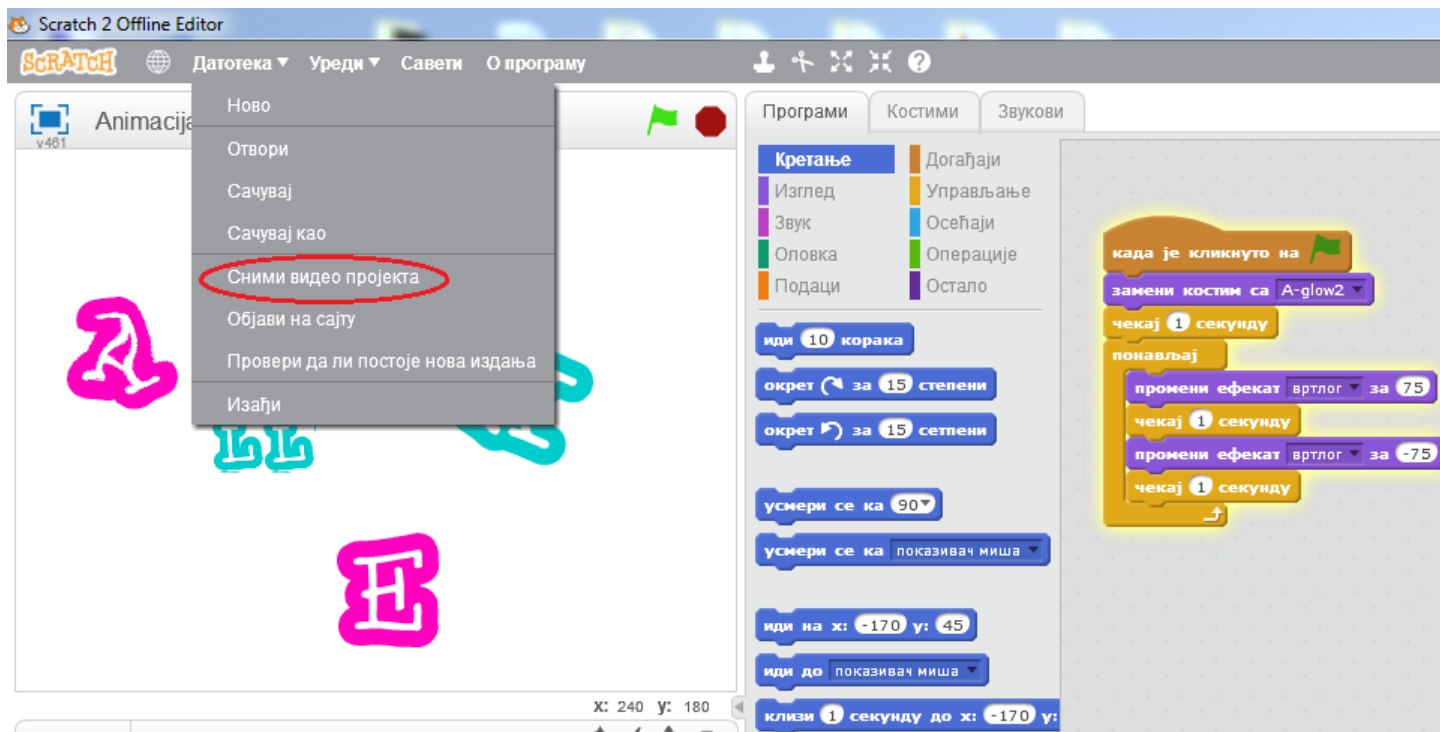 Scratch 2 Offline Editor
SCRATCH Датотека Уреди Савети О програму
Ново
Отвори
Сачувај
Сачувај као
Сними видео пројекта
Објави на сајту
Провери да ли постоје нова издања
Изађи
Animacija
v461
A
E
x: 240 y: 180
Програми Костими Звукови
Кретање Догађаји
Изглед Управљање
Звук Осећаји
Оловка Операције
Подаци Остало
иди 10 корака
окрет за 15 степени
окрет за 15 сетпени
усмери се ка 90
усмери се ка показивач миша
иди на x: -170 y: 45
иди до показивач миша
клизи 1 секунду до x: -170 y:
када је кликнуто на
замени костим са A-glow2
чекај 1 секунду
понављај
промени ефекат вртлог за 75
чекај 1 секунду
промени ефекат вртлог за -75
чекај 1 секунду